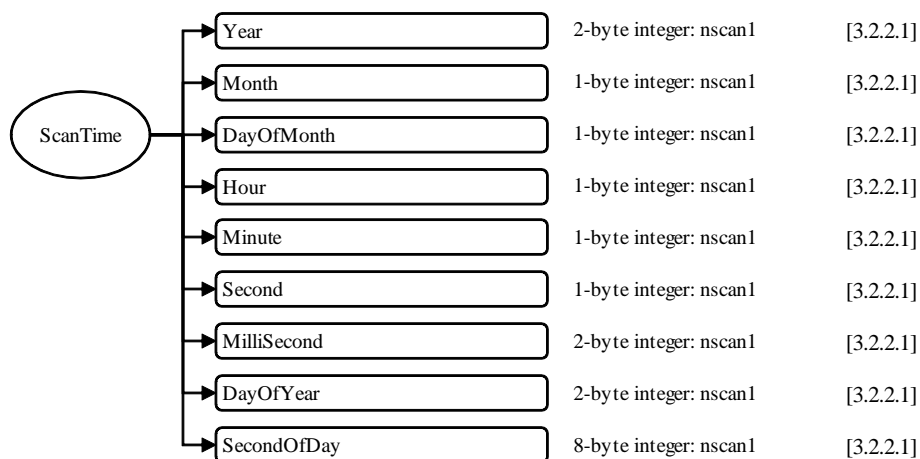 Year 2-byte integer: nscan1 [3.2.2.1]
Month 1-byte integer: nscan1 [3.2.2.1]
ScanTime DayOfMonth 1-byte integer: nscan1 [3.2.2.1]
Hour 1-byte integer: nscan1 [3.2.2.1]
Minute 1-byte integer: nscan1 [3.2.2.1]
Second 1-byte integer: nscan1 [3.2.2.1]
MilliSecond 2-byte integer: nscan1 [3.2.2.1]
DayOfYear 2-byte integer: nscan1 [3.2.2.1]
SecondOfDay 8-byte integer: nscan1 [3.2.2.1]